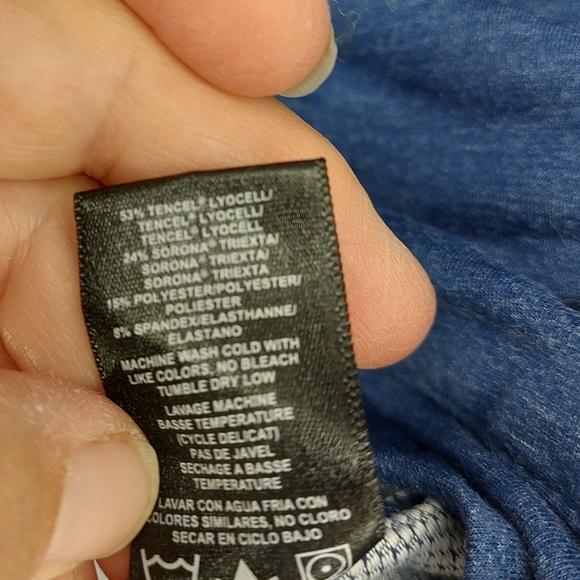 53% TENCEL® LYOCELL/
TENCEL® LYOCELL/
TENCEL® LYOCELL
24% SORONA® TRIEXTA/
SORONA® TRIEXTA/
SORONA® TRIEXTA
15% POLYESTER/POLYESTER/
POLIESTER
8% SPANDEX/ELASTHANNE/
ELASTANO
MACHINE WASH COLD WITH
LIKE COLORS, NO BLEACH
TUMBLE DRY LOW
LAVAGE MACHINE
BASSE TEMPERATURE
(CYCLE DELICAT)
PAS DE JAVEL
SECHAGE A BASSE
TEMPERATURE
LAVAR CON AGUA FRIA CON
COLORES SIMILARES, NO CLORO
SECAR EN CICLO BAJO